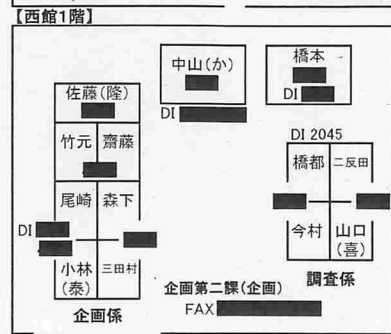 【西館1階】
中山(か)
橋本
DI
佐藤(隆)
DI
竹元 齋藤
DI 2045
橋都 二反田
尾崎 森下
DI
今村 山口(喜)
小林(泰) 三田村
企画第二課(企画)
調査係
FAX
企画係